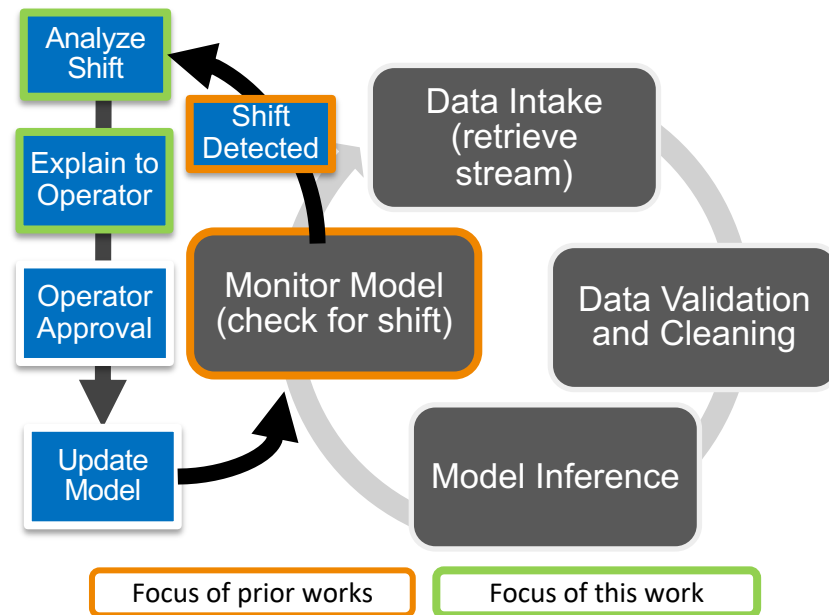 Analyze
Shift
Shift
Detected
Explain to
Operator
Operator
Approval
Update
Model
Data Intake
(retrieve
stream)
Monitor Model
(check for shift)
Data Validation
and Cleaning
Model Inference
Focus of prior works
Focus of this work